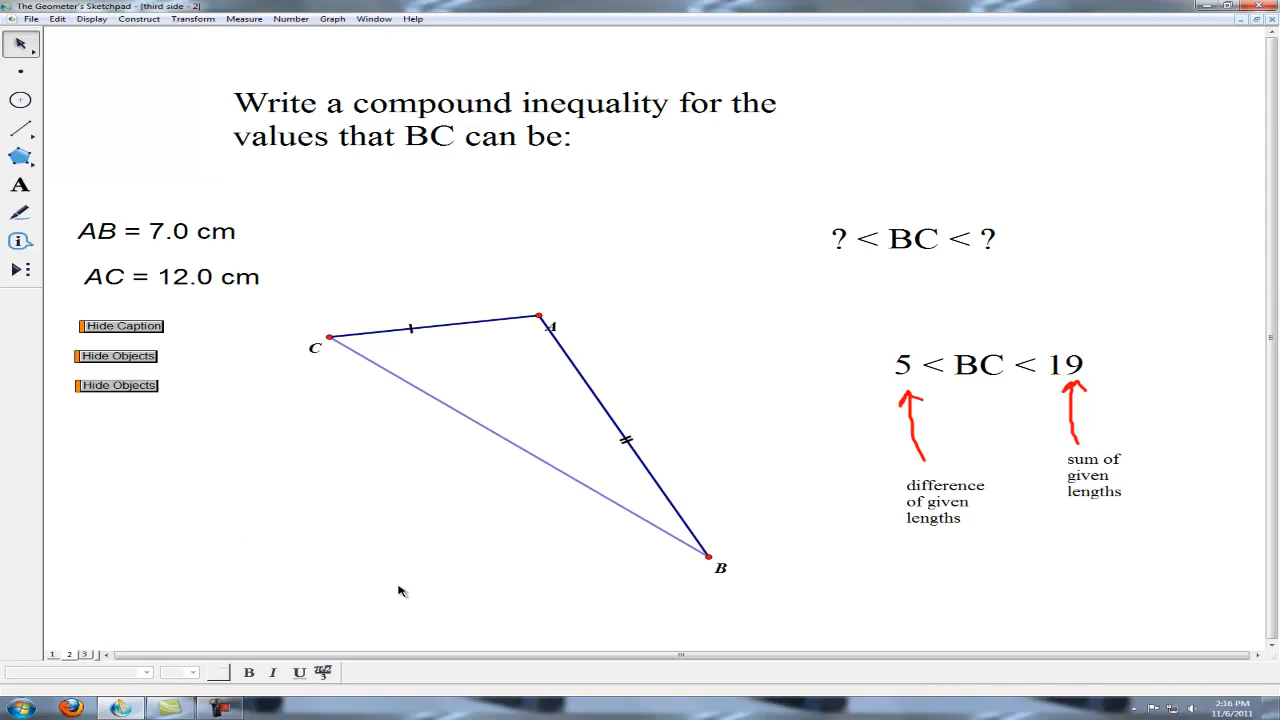 The Geometer's Sketchpad - [third side - 2]
File Edit Display Construct Transform Measure Number Graph Window Help
Write a compound inequality for the
values that BC can be:
AB = 7.0 cm
AC = 12.0 cm
? < BC < ?
Hide Caption
Hide Objects
Hide Objects
A
C
B
5 < BC < 19
difference
of given
lengths
sum of
given
lengths
1 2 3
B I U
2:16 PM
11/6/2011